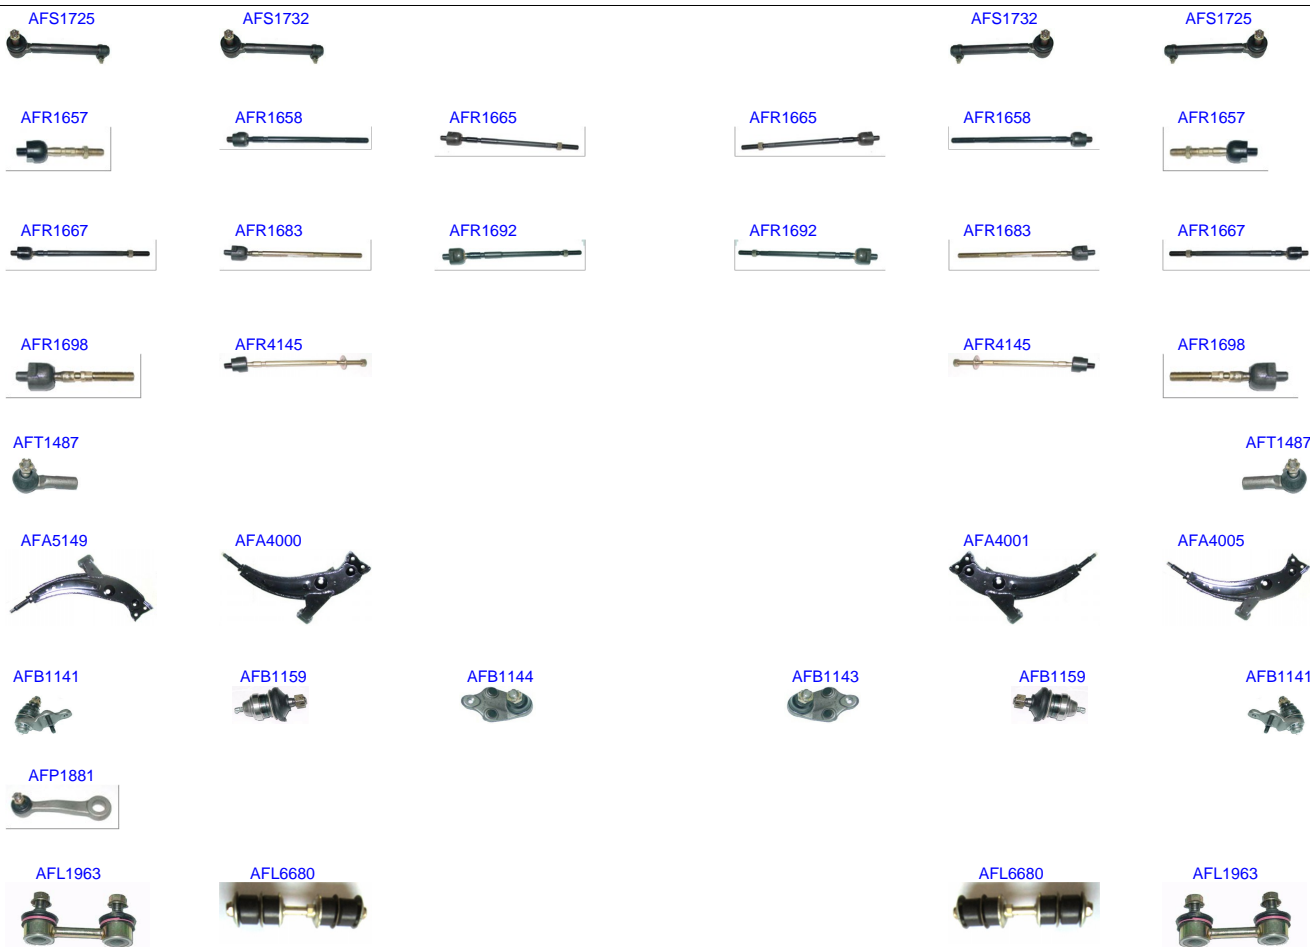 AFS1725 AFS1732 AFS1732 AFS1725
AFR1657 AFR1658 AFR1665 AFR1665 AFR1658 AFR1657
AFR1667 AFR1683 AFR1692 AFR1692 AFR1683 AFR1667
AFR1698 AFR4145 AFR4145 AFR1698
AFT1487 AFT1487
AFA5149 AFA4000 AFA4001 AFA4005
AFB1141 AFB1159 AFB1144 AFB1143 AFB1159 AFB1141
AFP1881
AFL1963 AFL6680 AFL6680 AFL1963